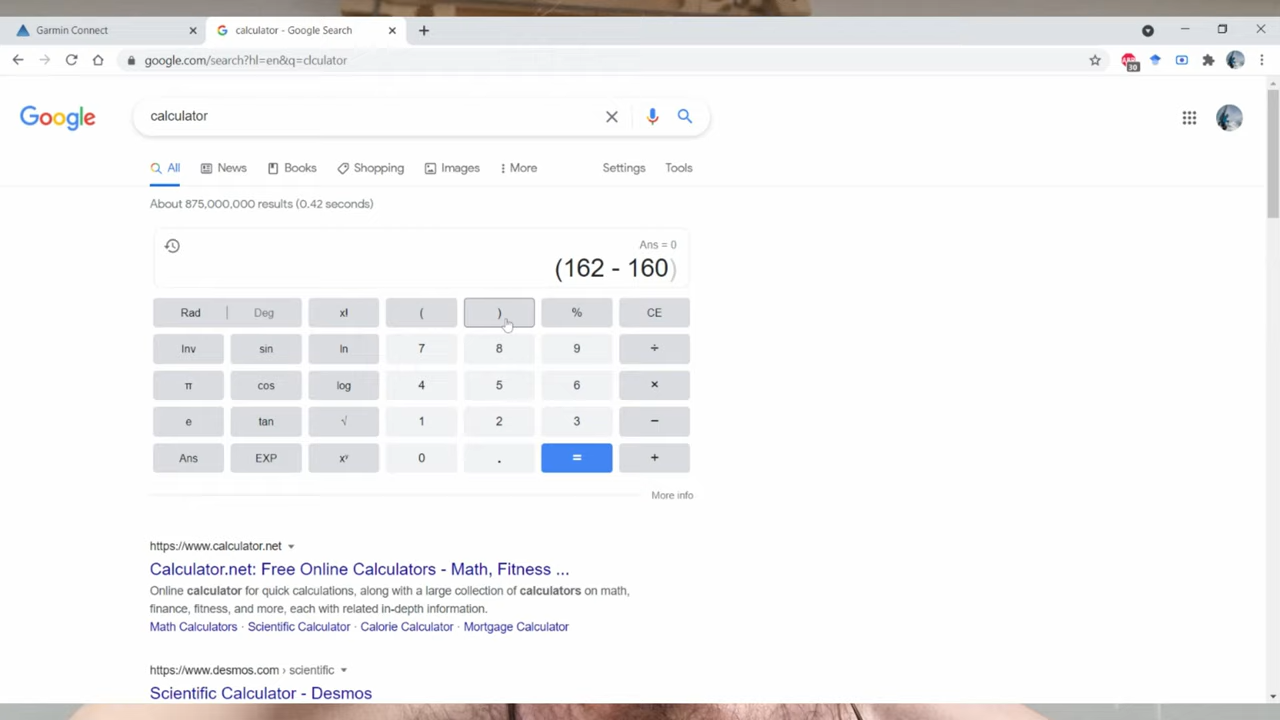 Garmin Connect
calculator - Google Search
google.com/search?hl=en&q=clculator
30
Google
calculator
All News Books Shopping Images More Settings Tools
About 875,000,000 results (0.42 seconds)
Ans = 0
(162 - 160)
Rad Deg x! ( ) % CE
Inv sin ln 7 8 9 ÷
π cos log 4 5 6 ×
e tan √ 1 2 3 −
Ans EXP xʸ 0 . = +
More info
https://www.calculator.net
Calculator.net: Free Online Calculators - Math, Fitness ...
Online calculator for quick calculations, along with a large collection of calculators on math,
finance, fitness, and more, each with related in-depth information.
Math Calculators · Scientific Calculator · Calorie Calculator · Mortgage Calculator
https://www.desmos.com › scientific
Scientific Calculator - Desmos